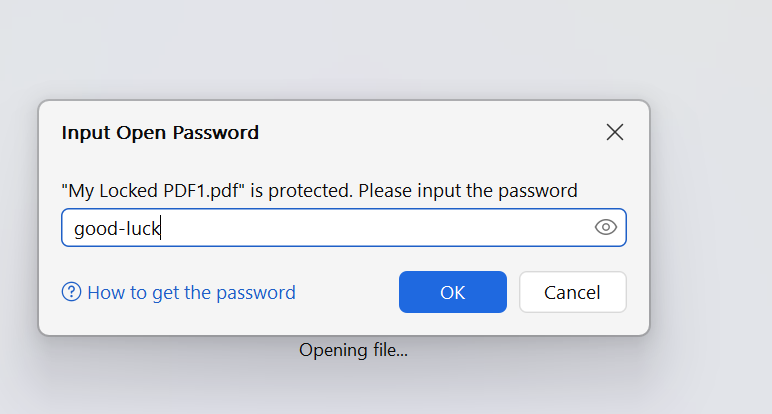 Input Open Password
"My Locked PDF1.pdf" is protected. Please input the password
good-luck
How to get the password
OK
Cancel
Opening file...